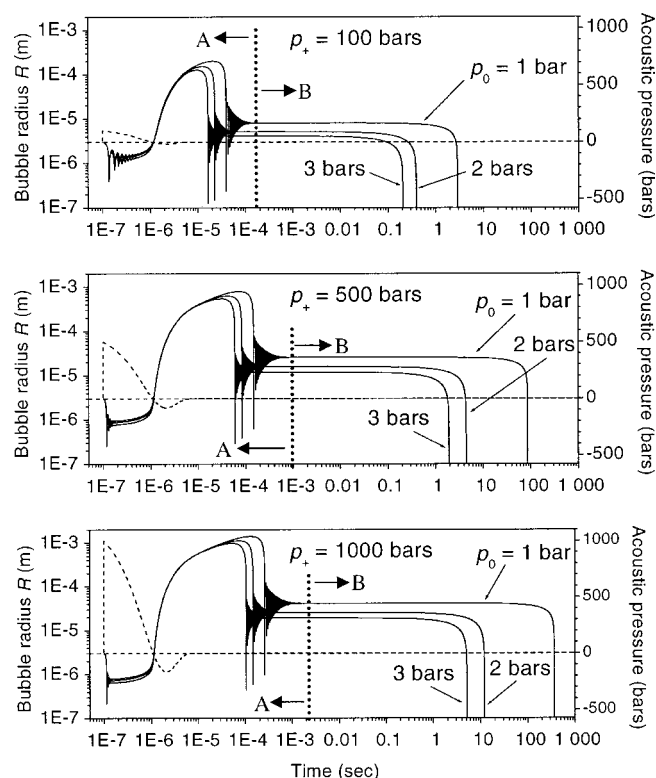 A
p+ = 100 bars
B
p0 = 1 bar
3 bars
2 bars
Bubble radius R (m)
1E-3
1E-4
1E-5
1E-6
1E-7
Acoustic pressure (bars)
1000
500
0
-500
1E-7 1E-6 1E-5 1E-4 1E-3 0.01 0.1 1 10 100 1 000
p+ = 500 bars
B
p0 = 1 bar
2 bars
3 bars
A
Bubble radius R (m)
1E-3
1E-4
1E-5
1E-6
1E-7
Acoustic pressure (bars)
1000
500
0
-500
1E-7 1E-6 1E-5 1E-4 1E-3 0.01 0.1 1 10 100 1 000
p+ = 1000 bars
p0 = 1 bar
B
3 bars
2 bars
A
Bubble radius R (m)
1E-3
1E-4
1E-5
1E-6
1E-7
Acoustic pressure (bars)
1000
500
0
-500
1E-7 1E-6 1E-5 1E-4 1E-3 0.01 0.1 1 10 100 1 000
Time (sec)